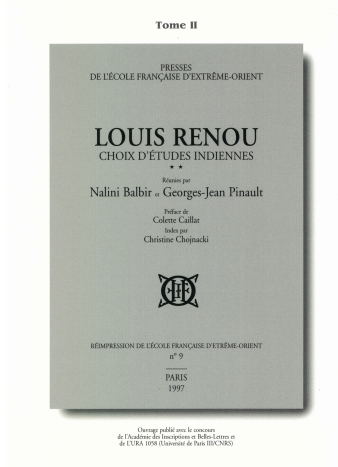 Tome II
PRESSES
DE L'ÉCOLE FRANÇAISE D'EXTRÊME-ORIENT
LOUIS RENOU
CHOIX D'ÉTUDES INDIENNES
★ ★
Réunies par
Nalini Balbir et Georges-Jean Pinault
Préface de
Colette Caillat
Index par
Christine Chojnacki
RÉIMPRESSION DE L'ÉCOLE FRANÇAISE D'ETRÊME-ORIENT
n° 9
PARIS
1997
Ouvrage publié avec le concours
de l'Académie des Inscriptions et Belles-Lettres et
de L'URA 1058 (Université de Paris III/CNRS)